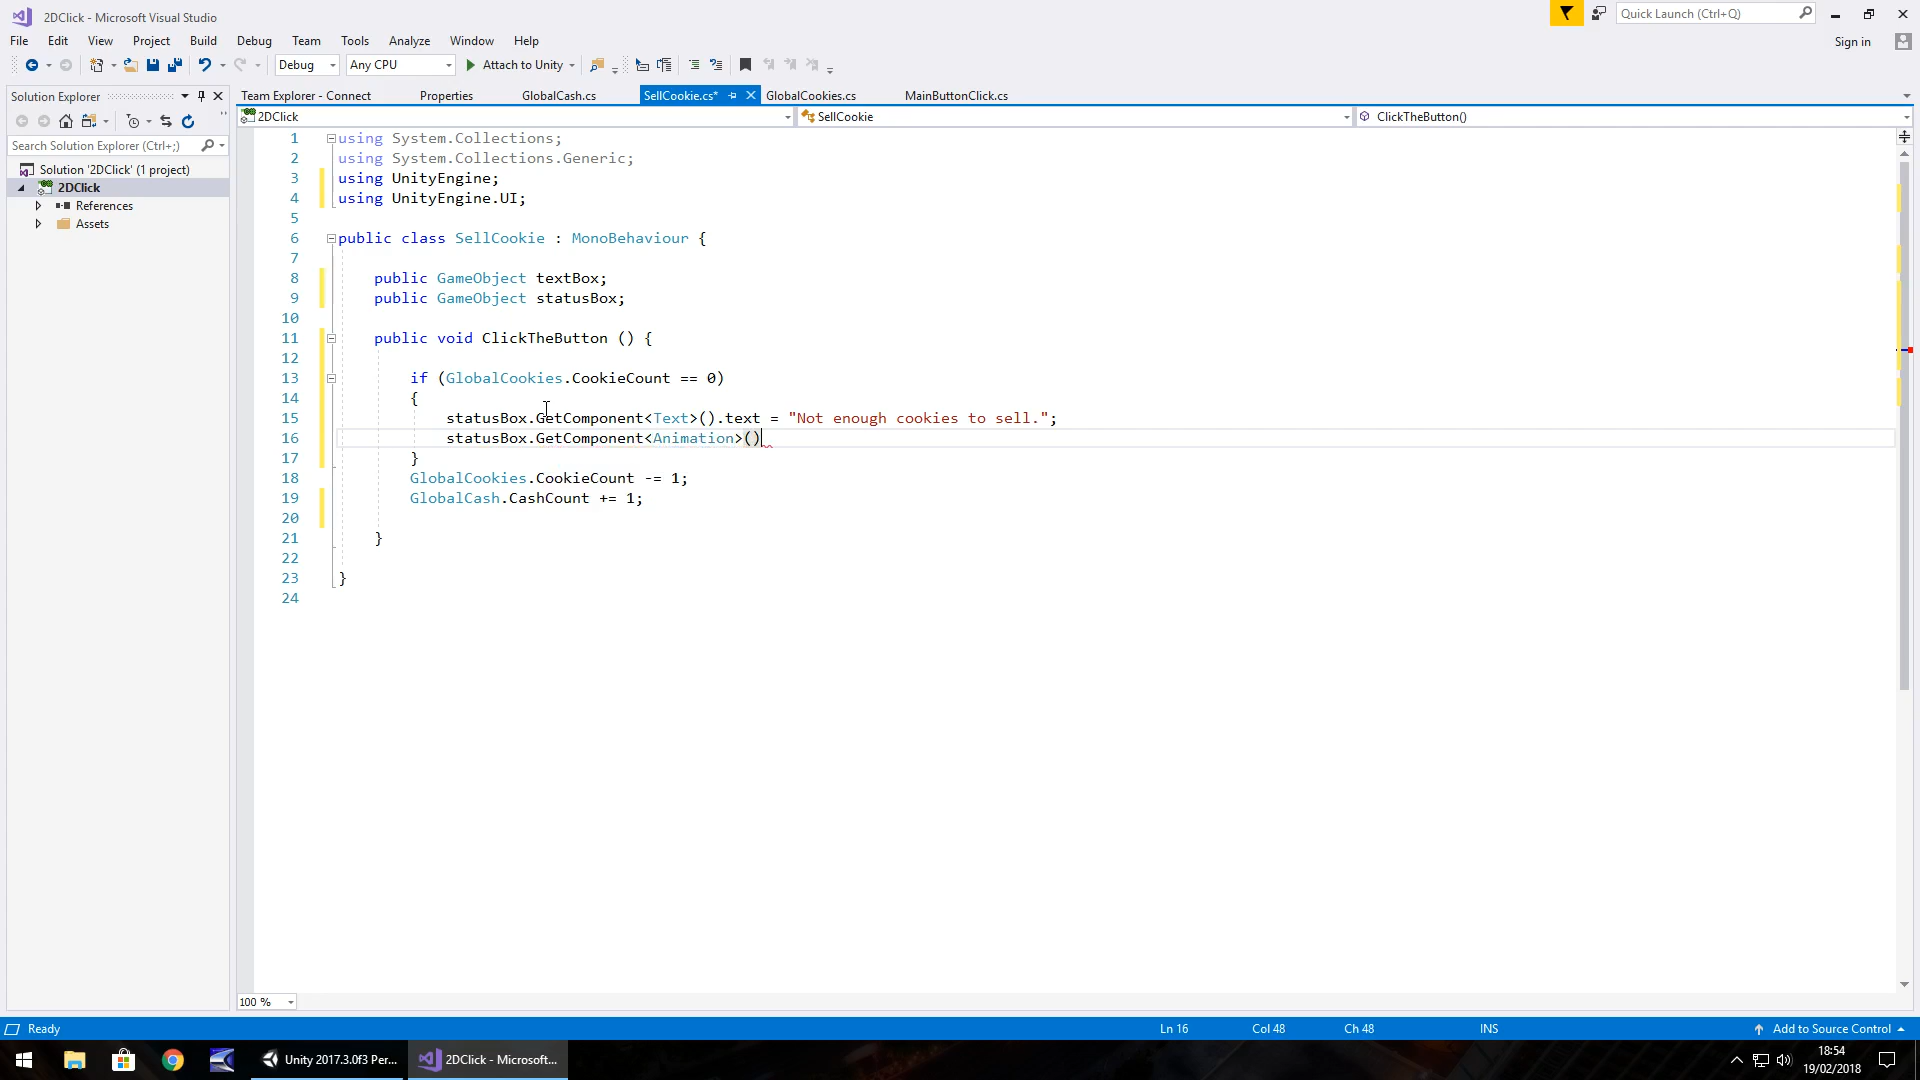 2DClick - Microsoft Visual Studio
Quick Launch (Ctrl+Q)
File Edit View Project Build Debug Team Tools Analyze Window Help
Sign in
Debug Any CPU Attach to Unity
Solution Explorer
Team Explorer - Connect Properties GlobalCash.cs SellCookie.cs* GlobalCookies.cs MainButtonClick.cs
2DClick SellCookie ClickTheButton()
Search Solution Explorer (Ctrl+;)
Solution '2DClick' (1 project)
2DClick
References
Assets
1 using System.Collections;
2 using System.Collections.Generic;
3 using UnityEngine;
4 using UnityEngine.UI;
5
6 public class SellCookie : MonoBehaviour {
7
8 public GameObject textBox;
9 public GameObject statusBox;
10
11 public void ClickTheButton () {
12
13 if (GlobalCookies.CookieCount == 0)
14 {
15 statusBox.GetComponent<Text>().text = "Not enough cookies to sell.";
16 statusBox.GetComponent<Animation>()
17 }
18 GlobalCookies.CookieCount -= 1;
19 GlobalCash.CashCount += 1;
20
21 }
22
23 }
24
100 %
Ready Ln 16 Col 48 Ch 48 INS Add to Source Control
Unity 2017.3.0f3 Per... 2DClick - Microsoft... 18:54
19/02/2018